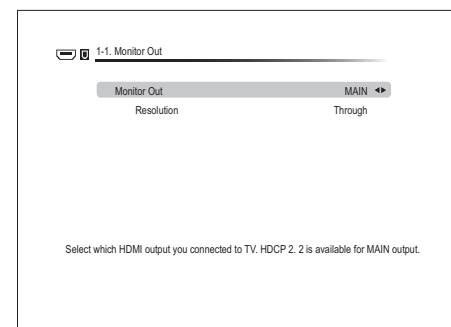 1-1. Monitor Out
Monitor Out MAIN
Resolution Through
Select which HDMI output you connected to TV. HDCP 2. 2 is available for MAIN output.